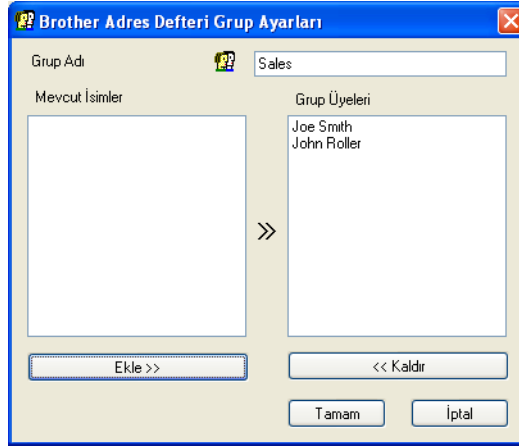 Brother Adres Defteri Grup Ayarları
Grup Adı
Sales
Mevcut İsimler
Grup Üyeleri
Joe Smith
John Roller
Ekle >>
<< Kaldır
Tamam
İptal